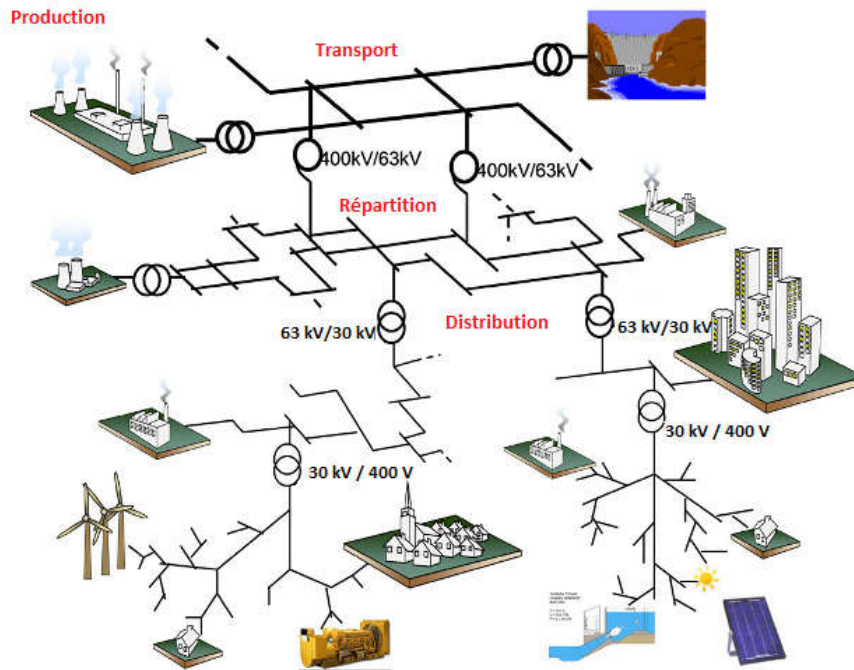 Production
Transport
400kV/63kV
400kV/63kV
Répartition
63 kV/30 kV
Distribution
63 kV/30 kV
30 kV / 400 V
30 kV / 400 V